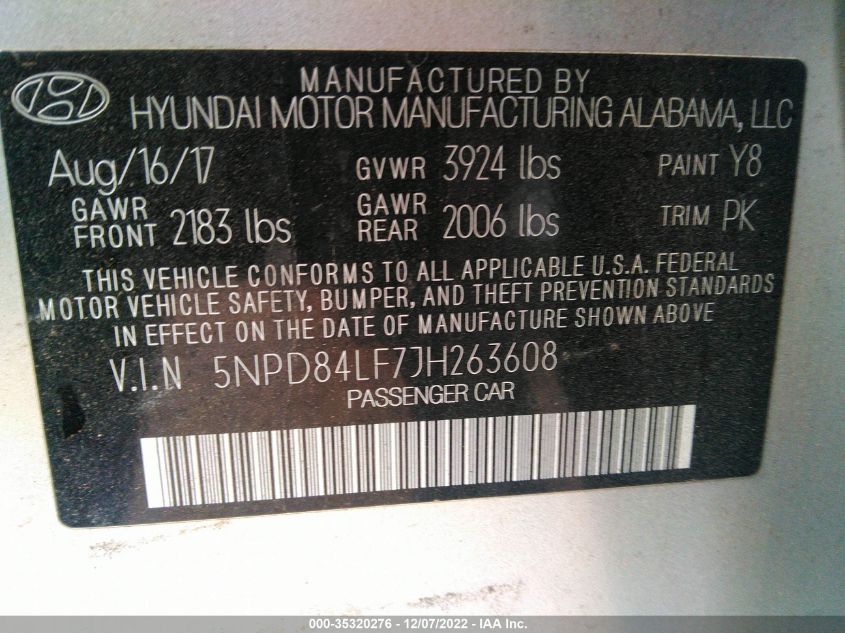 MANUFACTURED BY
HYUNDAI MOTOR MANUFACTURING ALABAMA, LLC
Aug/16/17 GVWR 3924 lbs PAINT Y8
GAWR FRONT 2183 lbs GAWR REAR 2006 lbs TRIM PK
THIS VEHICLE CONFORMS TO ALL APPLICABLE U.S.A. FEDERAL
MOTOR VEHICLE SAFETY, BUMPER, AND THEFT PREVENTION STANDARDS
IN EFFECT ON THE DATE OF MANUFACTURE SHOWN ABOVE
V.I.N 5NPD84LF7JH263608
PASSENGER CAR
000-35320276 - 12/07/2022 - IAA Inc.